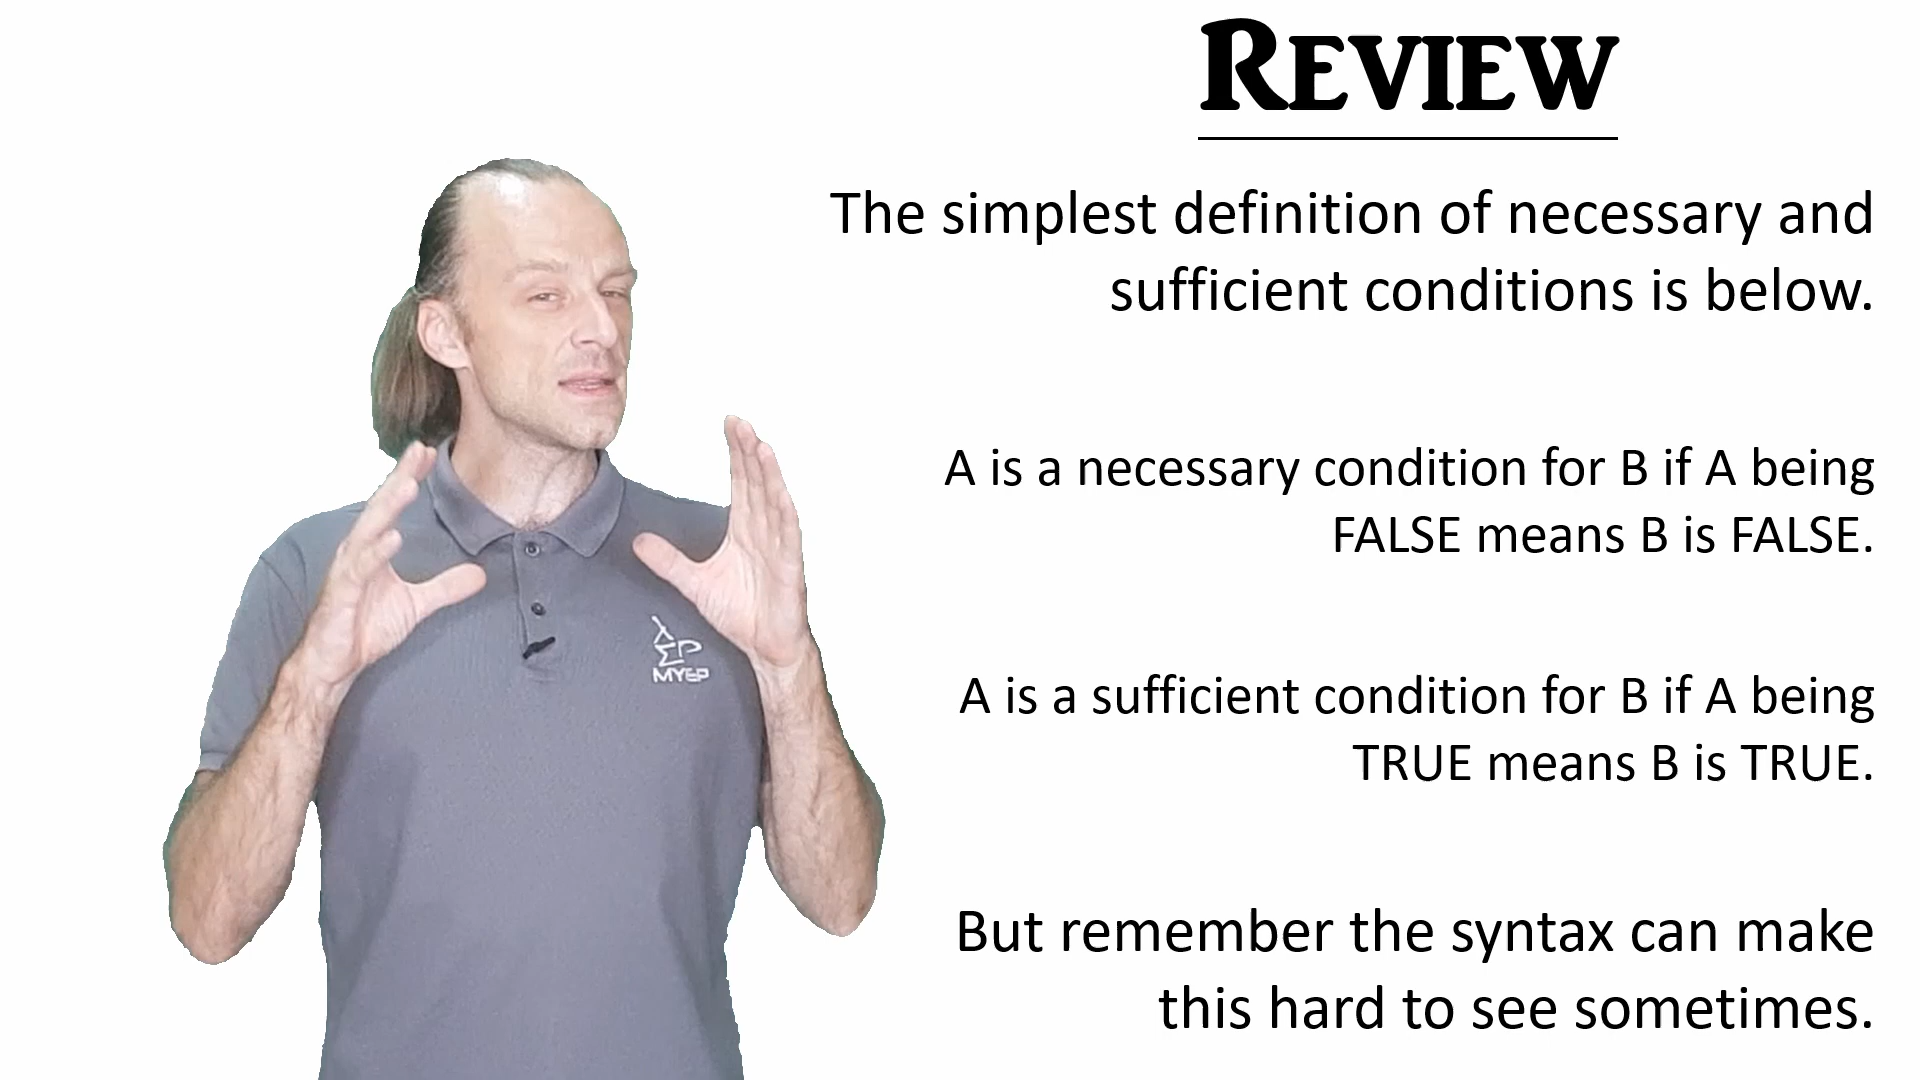 REVIEW
The simplest definition of necessary and
sufficient conditions is below.
A is a necessary condition for B if A being
FALSE means B is FALSE.
A is a sufficient condition for B if A being
TRUE means B is TRUE.
But remember the syntax can make
this hard to see sometimes.
MYEP